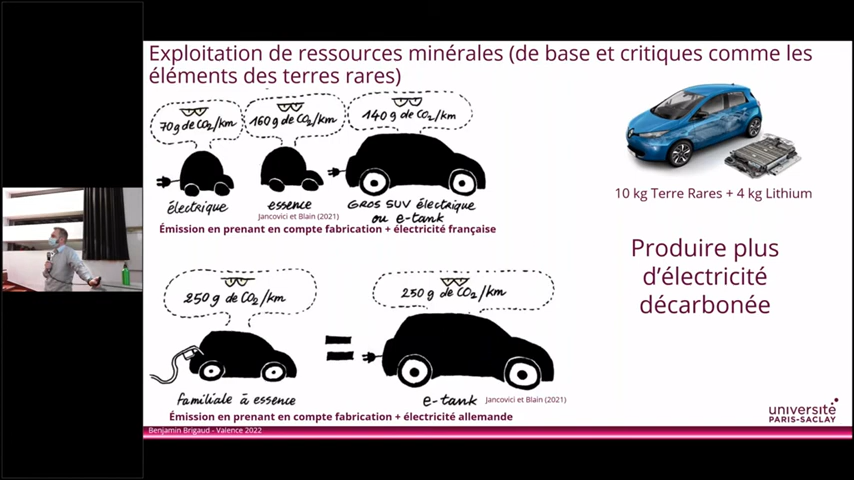 Exploitation de ressources minérales (de base et critiques comme les
éléments des terres rares)
70g de CO₂/km
160g de CO₂/km
140g de CO₂/km
électrique
essence
GROS SUV électrique
ou e-tank
Jancovici et Blain (2021)
Émission en prenant en compte fabrication + électricité française
10 kg Terre Rares + 4 kg Lithium
Produire plus
d'électricité
décarbonée
250 g de CO₂/km
250 g de CO₂/km
familiale à essence
e-tank
Jancovici et Blain (2021)
Émission en prenant en compte fabrication + électricité allemande
université
PARIS-SACLAY
Benjamin Brigaud - Valence 2022